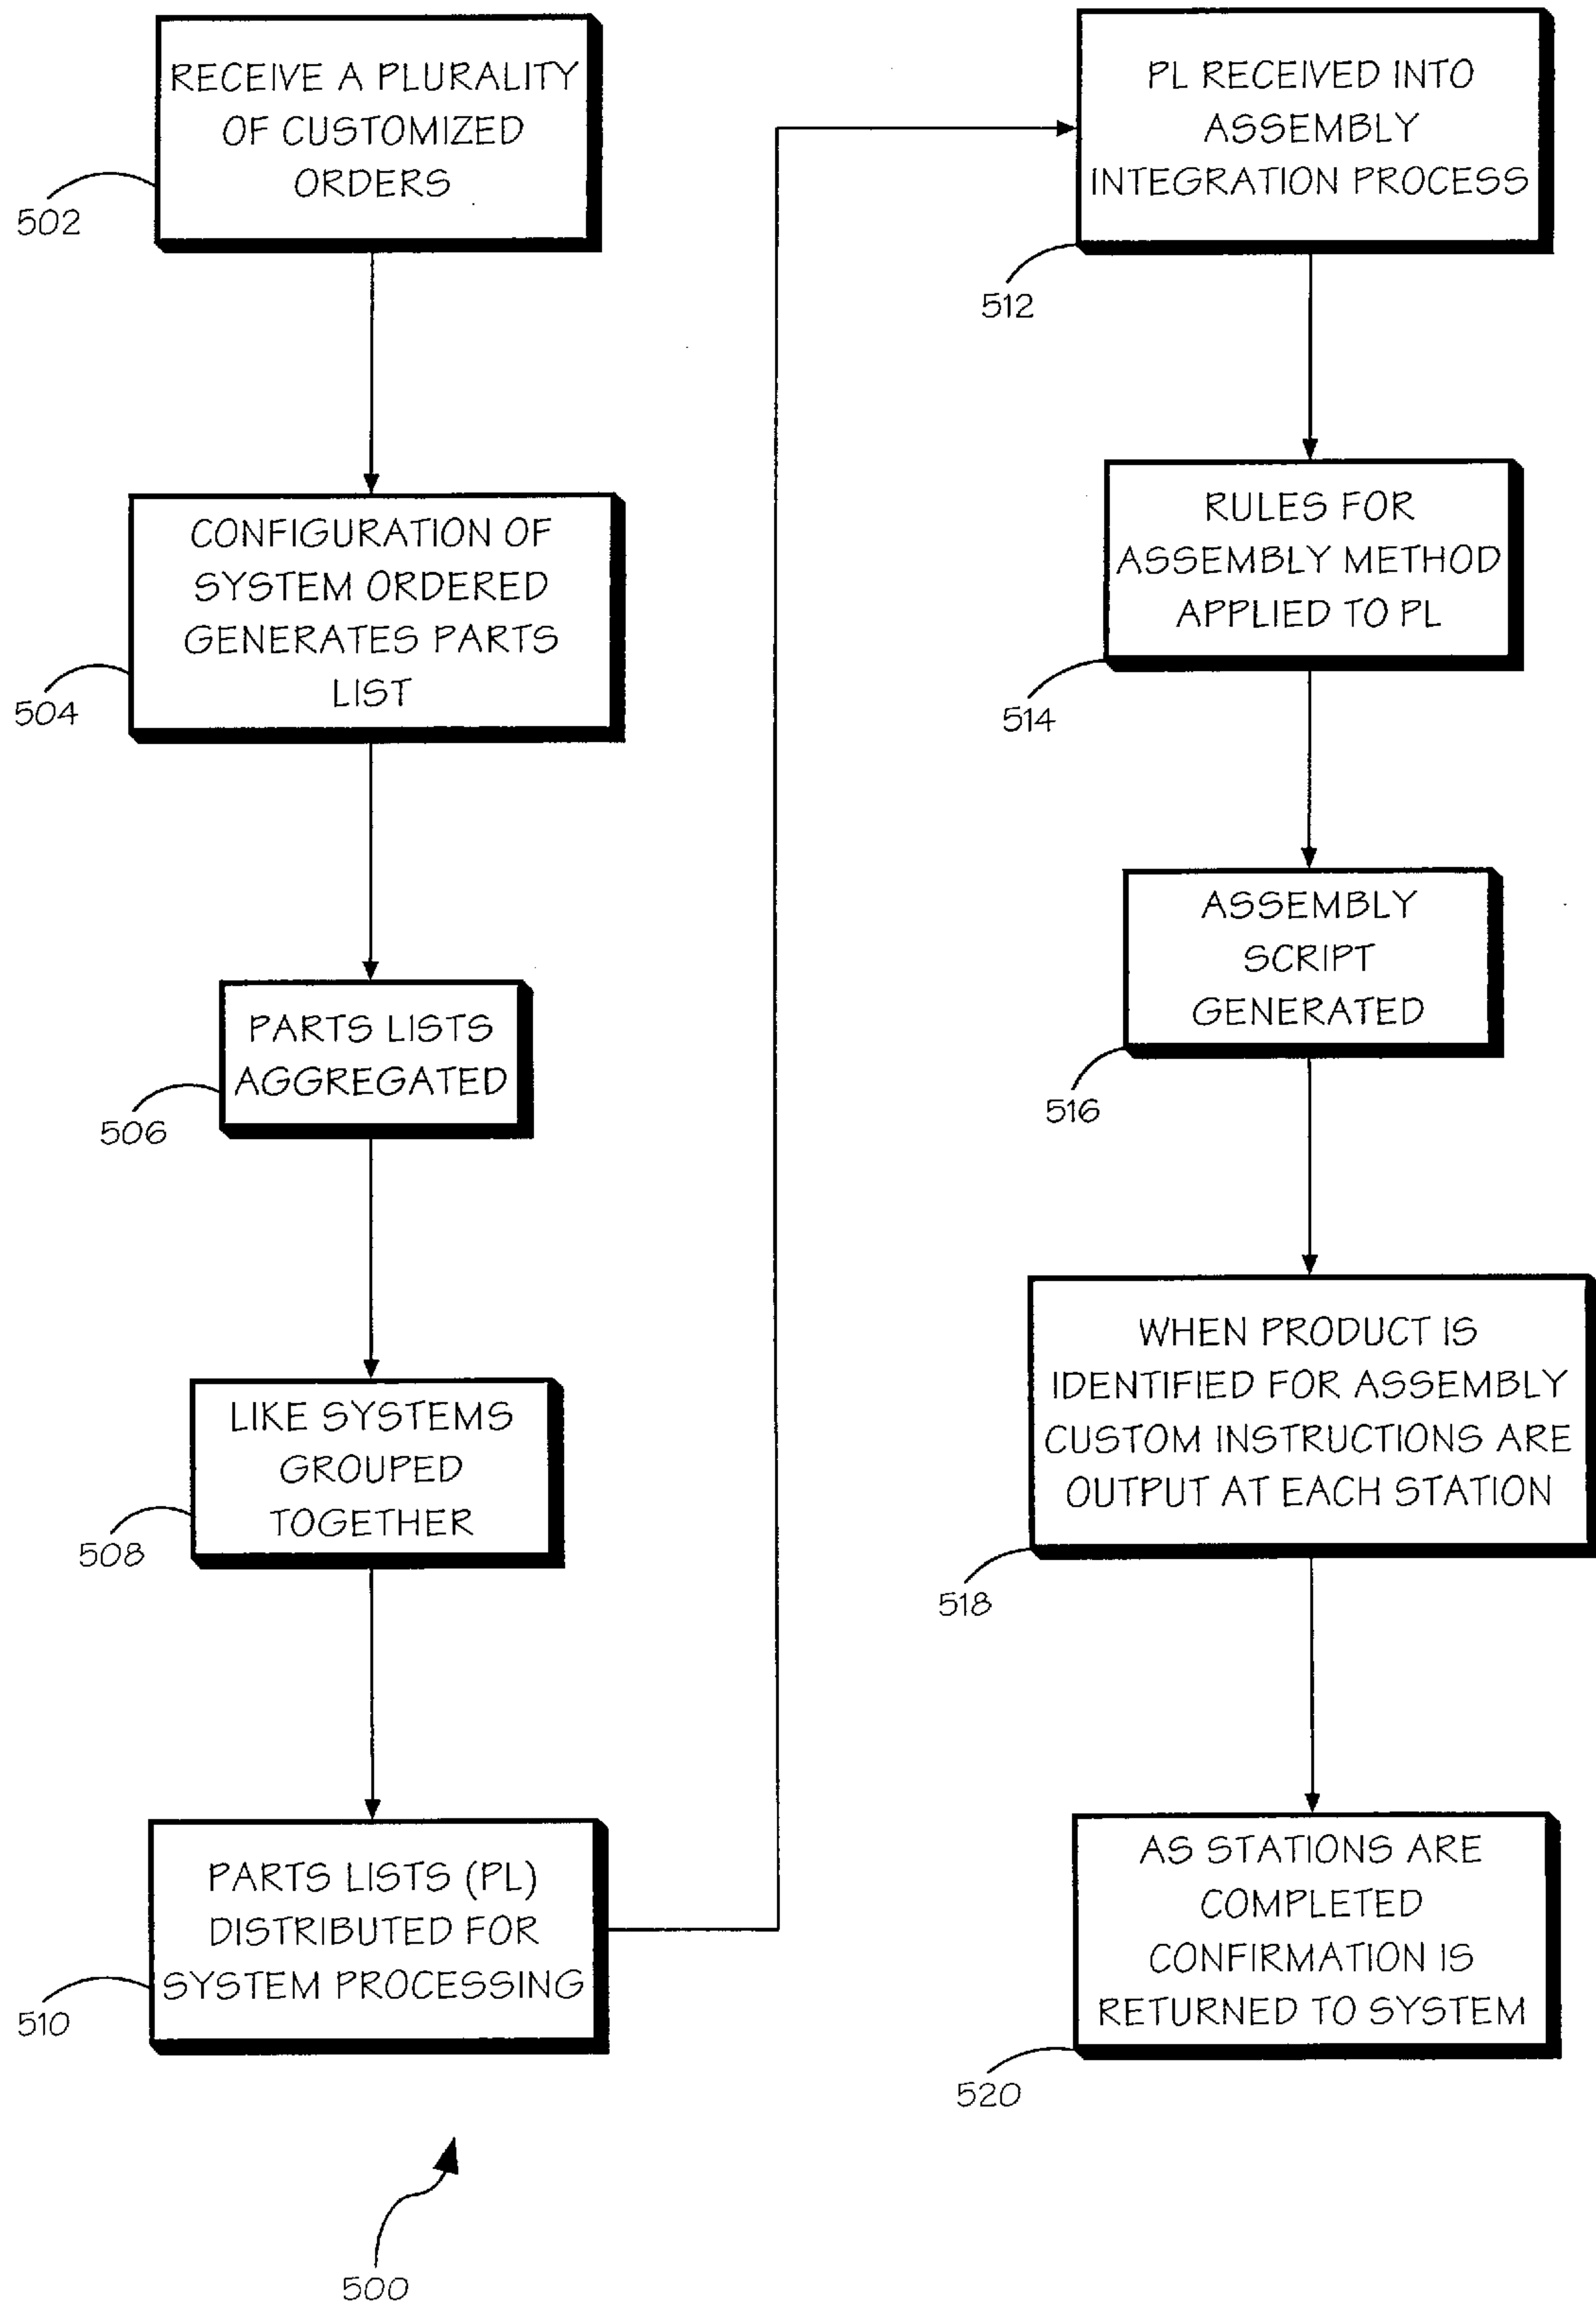 RECEIVE A PLURALITY
OF CUSTOMIZED
ORDERS
502
CONFIGURATION OF
SYSTEM ORDERED
GENERATES PARTS
LIST
504
PARTS LISTS
AGGREGATED
506
LIKE SYSTEMS
GROUPED
TOGETHER
508
PARTS LISTS (PL)
DISTRIBUTED FOR
SYSTEM PROCESSING
510
PL RECEIVED INTO
ASSEMBLY
INTEGRATION PROCESS
512
RULES FOR
ASSEMBLY METHOD
APPLIED TO PL
514
ASSEMBLY
SCRIPT
GENERATED
516
WHEN PRODUCT IS
IDENTIFIED FOR ASSEMBLY
CUSTOM INSTRUCTIONS ARE
OUTPUT AT EACH STATION
518
AS STATIONS ARE
COMPLETED
CONFIRMATION IS
RETURNED TO SYSTEM
520
500